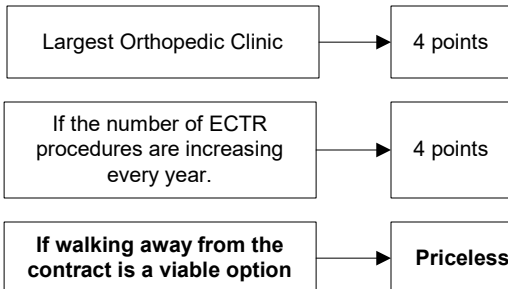 Largest Orthopedic Clinic
4 points
If the number of ECTR
procedures are increasing
every year.
4 points
If walking away from the
contract is a viable option
Priceless